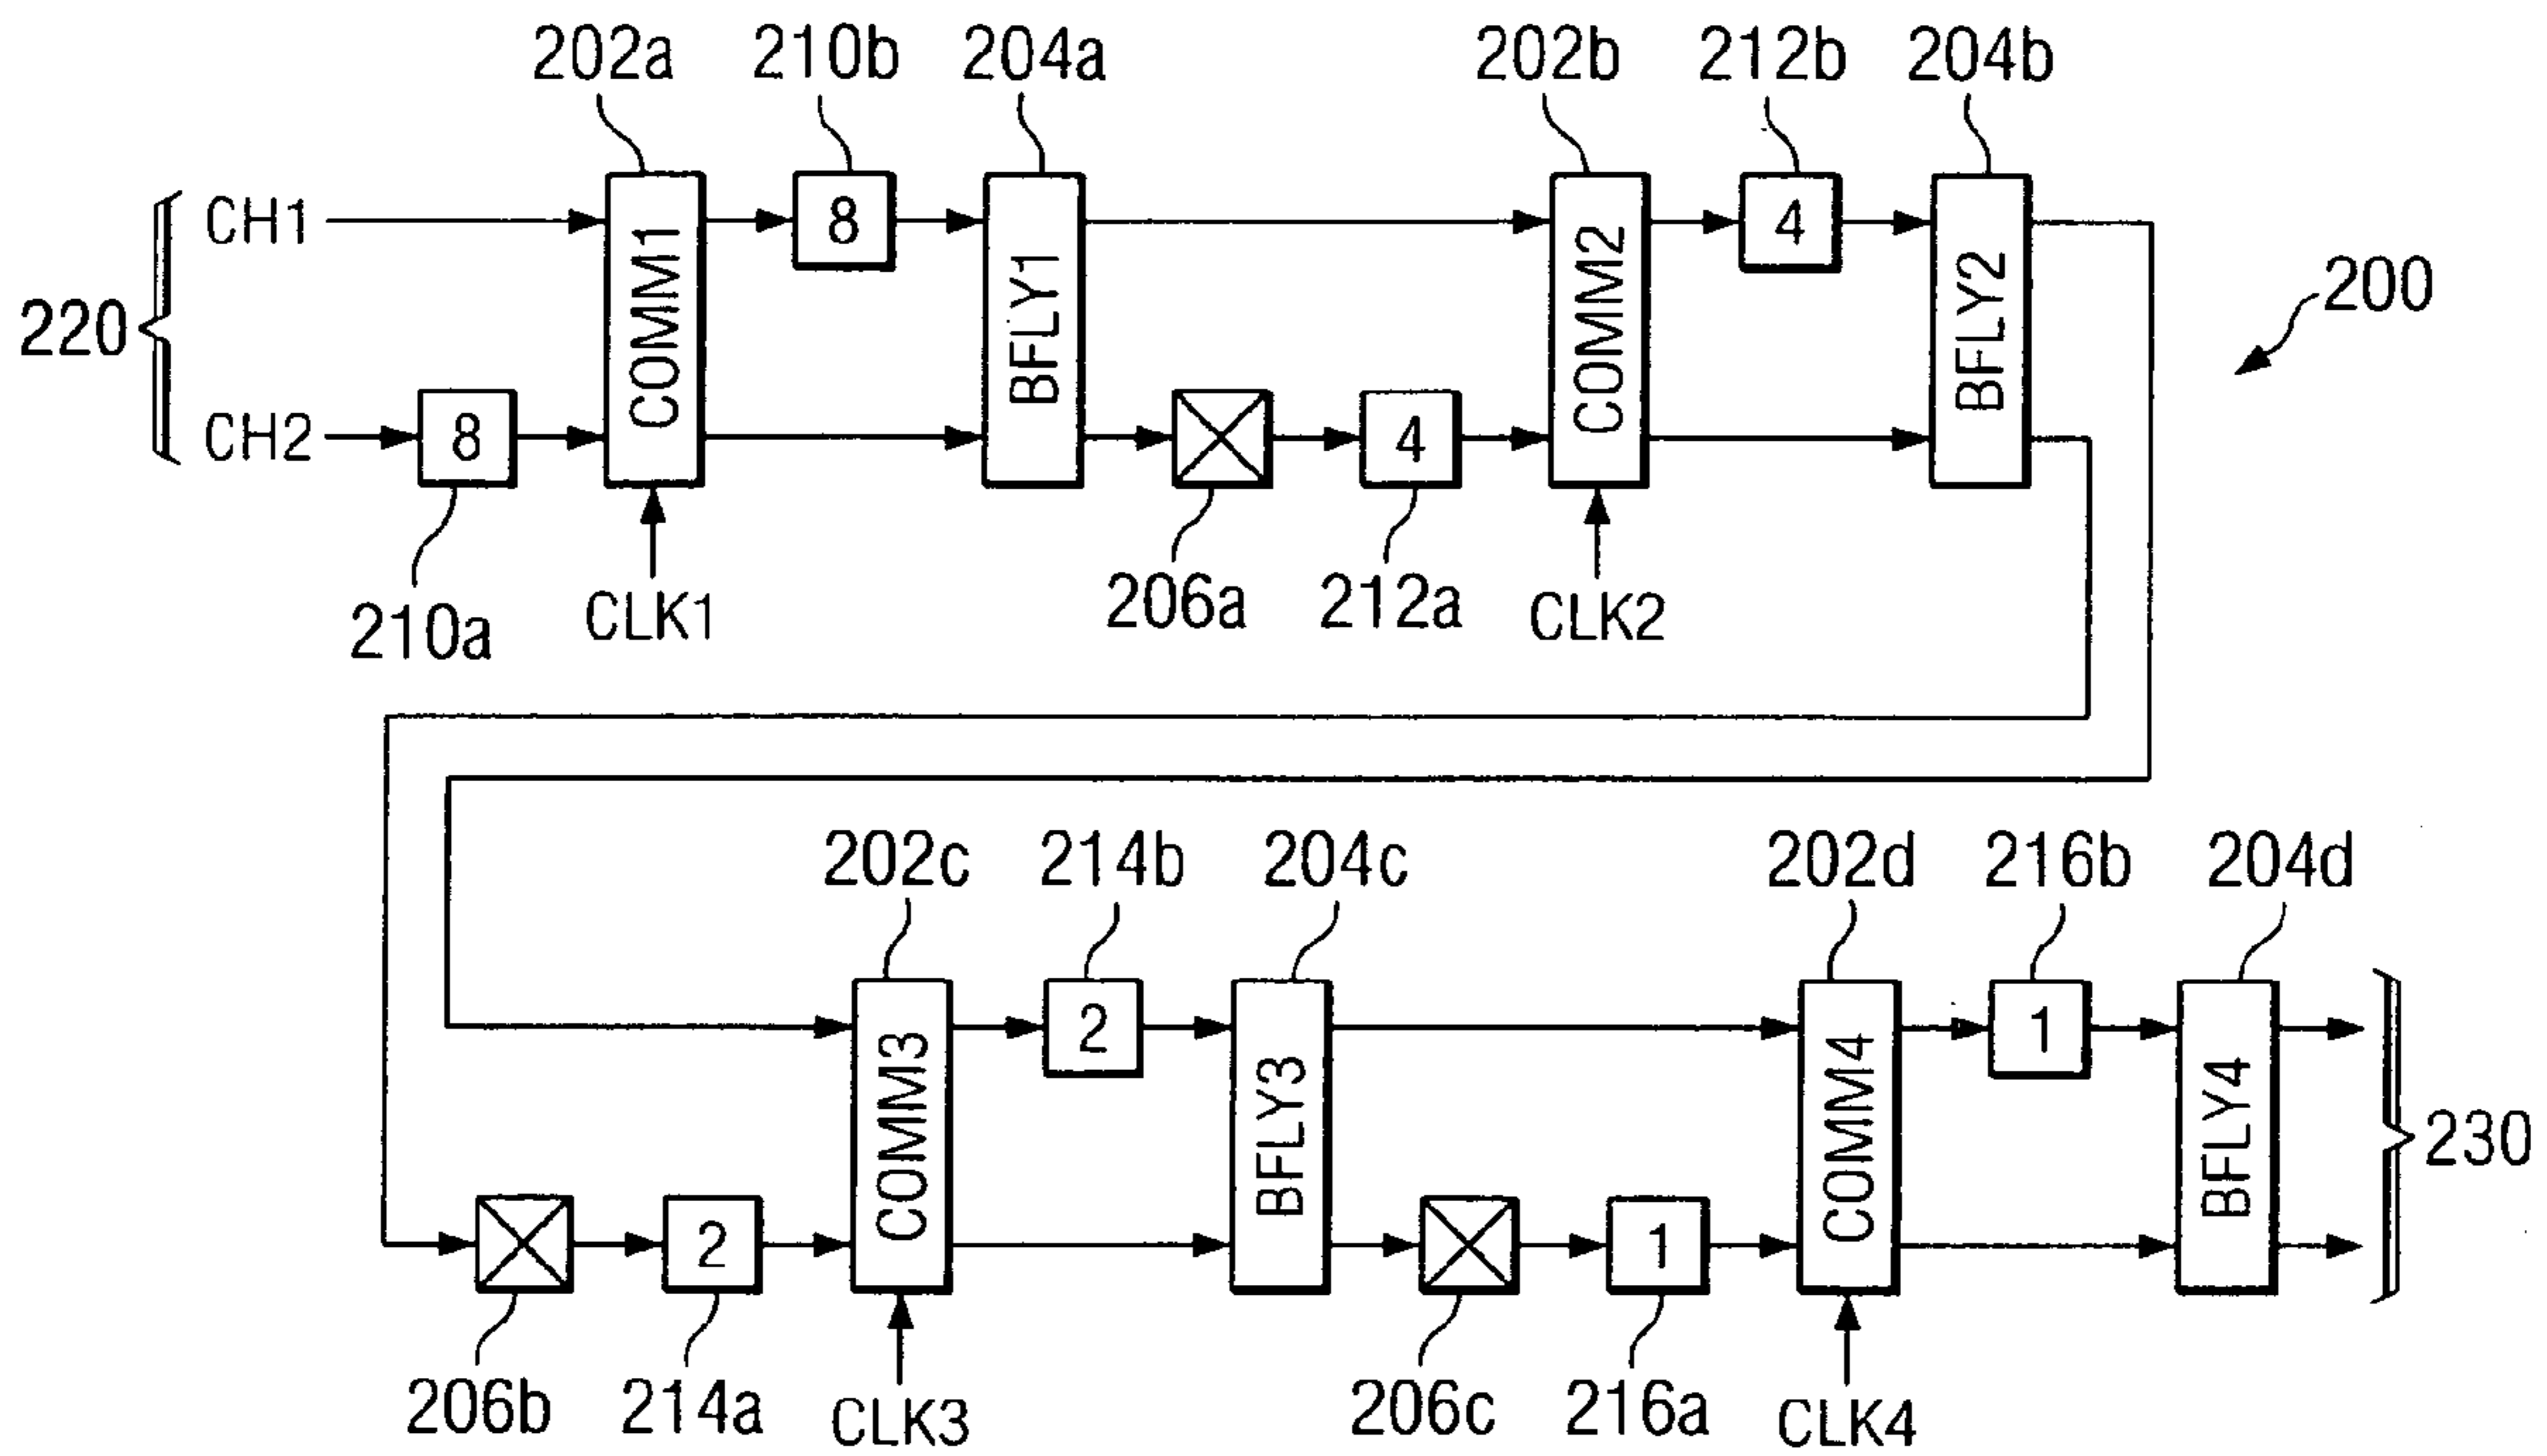 202a 210b 204a 202b 212b 204b
CH1 8 4
COMM1 BFLY1 COMM2 BFLY2
200
220
CH2 8 4
206a 212a
210a CLK1 CLK2
202c 214b 204c 202d 216b 204d
2 1
COMM3 BFLY3 COMM4 BFLY4
230
2 1
206b 214a CLK3 206c 216a CLK4